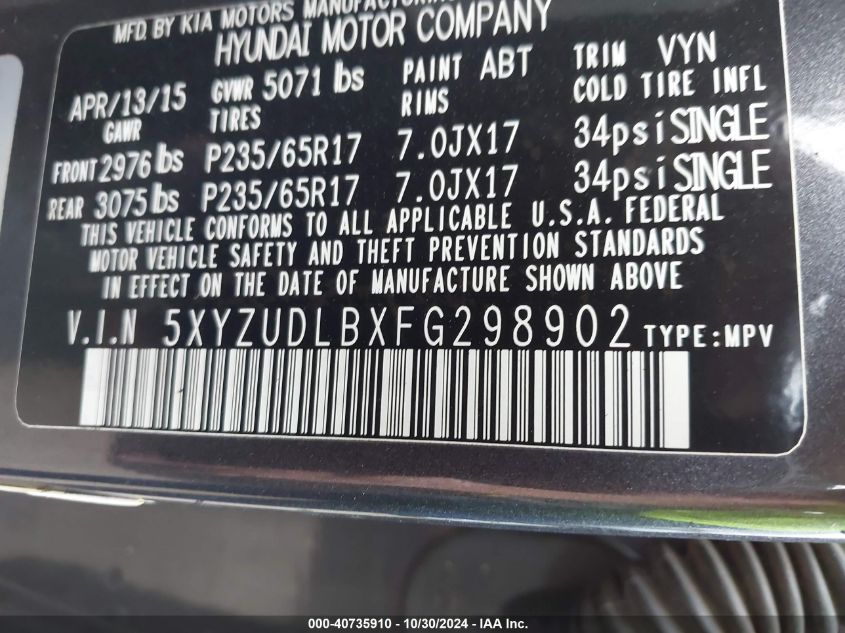 MFD. BY KIA MOTORS
HYUNDAI MOTOR COMPANY
APR/13/15 GVWR 5071 lbs PAINT ABT TRIM VYN
GAWR TIRES RIMS COLD TIRE INFL
FRONT 2976 lbs P235/65R17 7.0JX17 34psi SINGLE
REAR 3075 lbs P235/65R17 7.0JX17 34psi SINGLE
THIS VEHICLE CONFORMS TO ALL APPLICABLE U.S.A. FEDERAL
MOTOR VEHICLE SAFETY AND THEFT PREVENTION STANDARDS
IN EFFECT ON THE DATE OF MANUFACTURE SHOWN ABOVE
V.I.N 5XYZUDLBXFG298902 TYPE:MPV
000-40735910 - 10/30/2024 - IAA Inc.